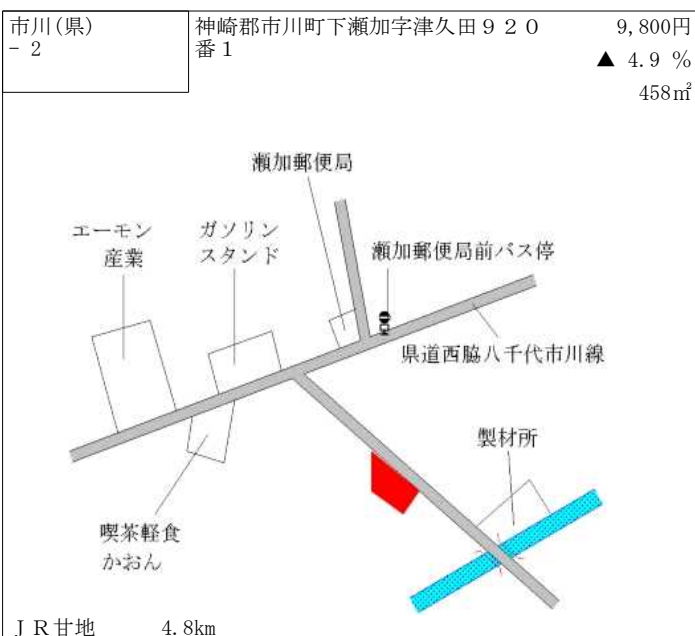 市川(県)
- 2
神崎郡市川町下瀬加字津久田９２０
番１
9,800円
▲ 4.9 %
458㎡
瀬加郵便局
エーモン
産業
ガソリン
スタンド
瀬加郵便局前バス停
県道西脇八千代市川線
製材所
喫茶軽食
かおん
ＪＲ甘地 4.8km